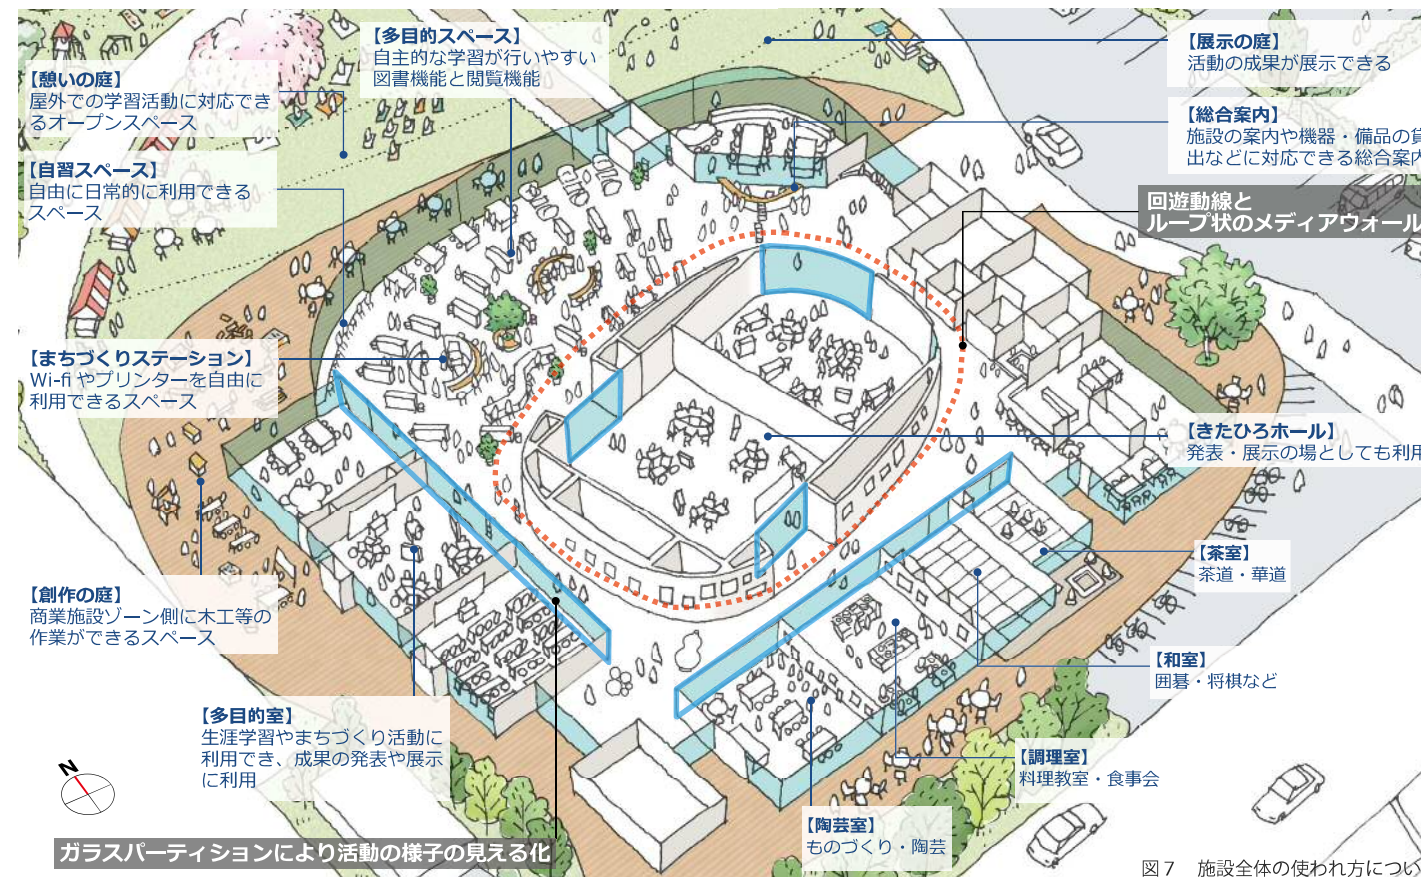 【憩いの庭】
屋外での学習活動に対応でき
るオープンスペース
【自習スペース】
自由に日常的に利用できる
スペース
【多目的スペース】
自主的な学習が行いやすい
図書機能と閲覧機能
【展示の庭】
活動の成果が展示できる
【総合案内】
施設の案内や機器・備品の貸
出などに対応できる総合案内
回遊動線と
ループ状のメディアウォール
【まちづくりステーション】
Wi-fi やプリンターを自由に
利用できるスペース
【きたひろホール】
発表・展示の場としても利用
【創作の庭】
商業施設ゾーン側に木工等の
作業ができるスペース
【茶室】
茶道・華道
【和室】
囲碁・将棋など
【多目的室】
生涯学習やまちづくり活動に
利用でき、成果の発表や展示
に利用
【調理室】
料理教室・食事会
【陶芸室】
ものづくり・陶芸
N
ガラスパーティションにより活動の様子の見える化
図７　施設全体の使われ方につい